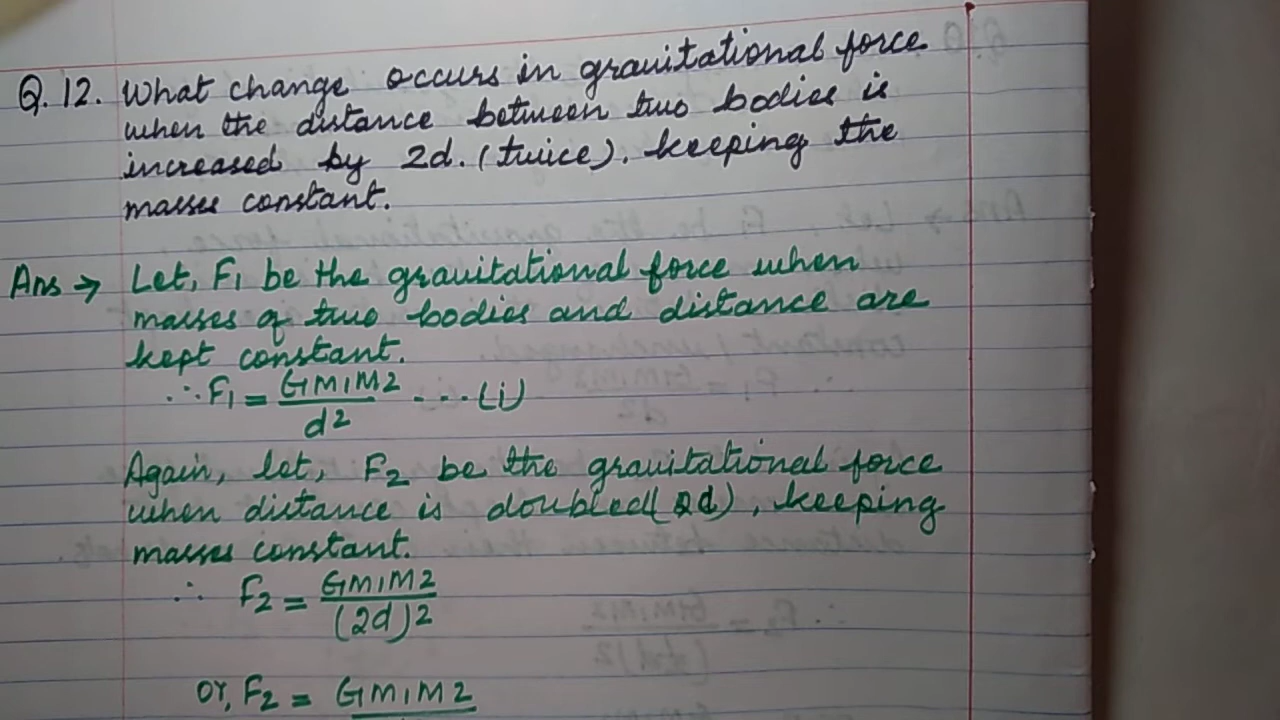 Q.12. What change occurs in gravitational force
when the distance between two bodies is
increased by 2d. (twice), keeping the
masses constant.
Ans → Let, F1 be the gravitational force when
masses of two bodies and distance are
kept constant.
∴ F1 = GM1M2 / d2 ---- (i)
Again, let, F2 be the gravitational force
when distance is doubled (2d), keeping
masses constant.
∴ F2 = GM1M2 / (2d)2
or, F2 = GM1M2